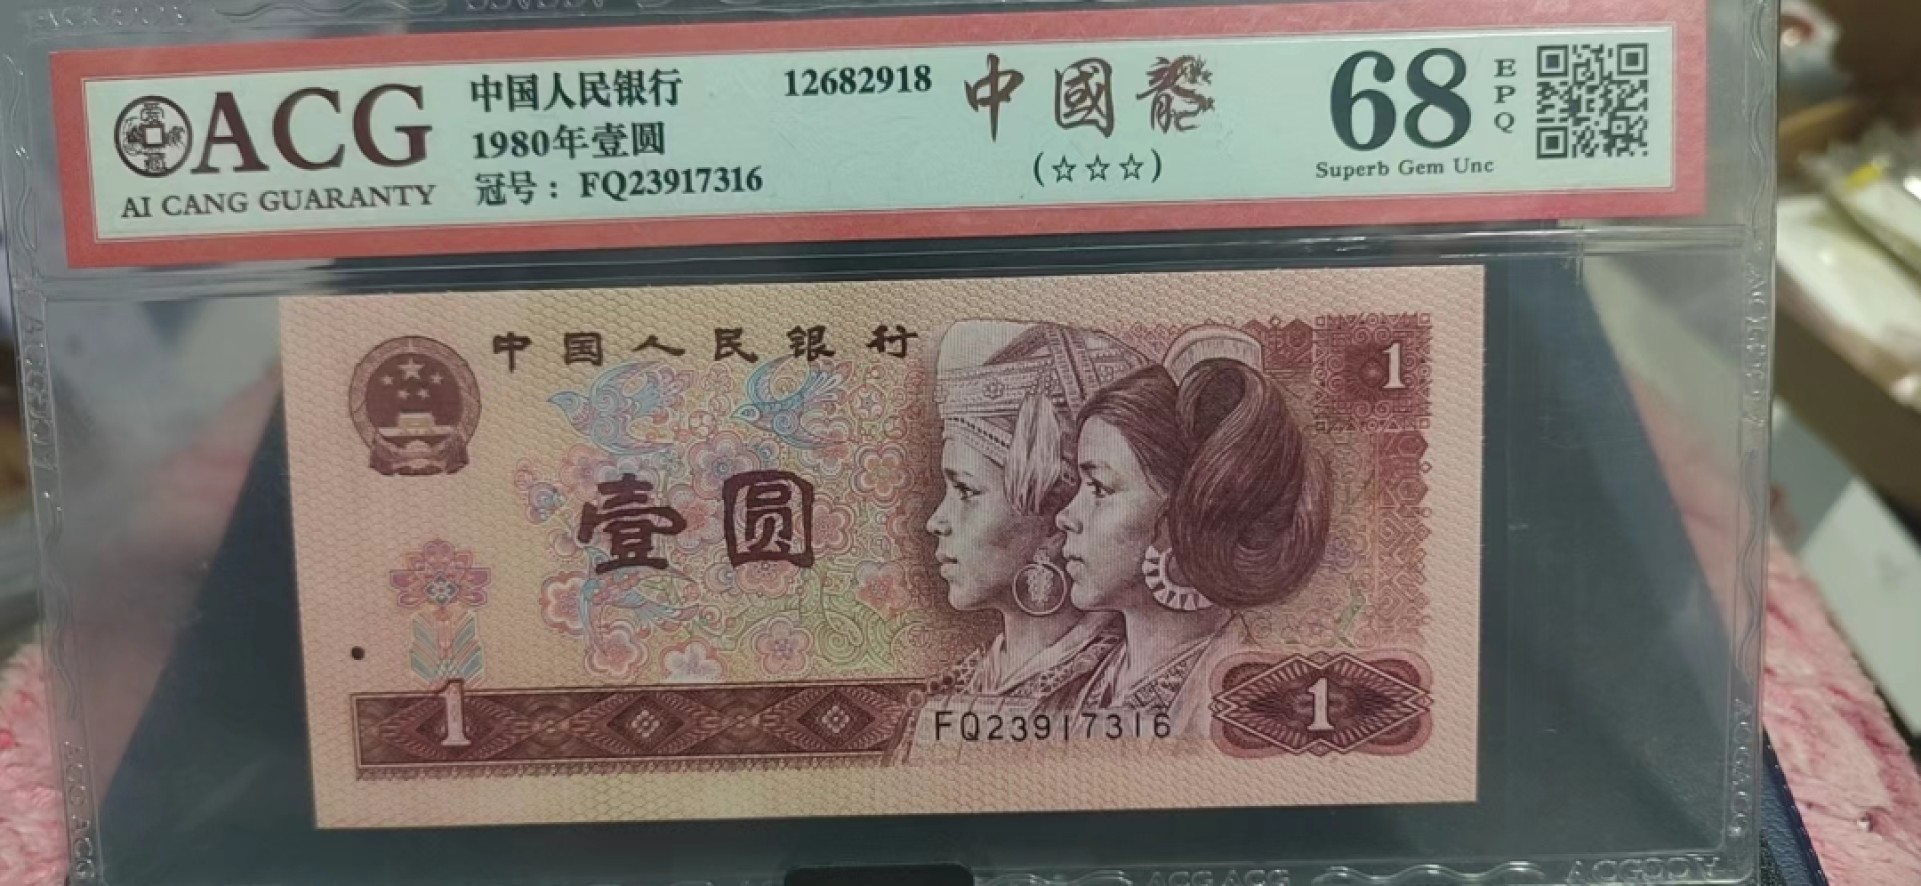 ACG
AI CANG GUARANTY
中国人民银行
1980年壹圆
冠号：FQ23917316
12682918
中國龍
(☆☆☆)
68
EPQ
Superb Gem Unc
中国人民银行
1
壹圆
1
FQ23917316
1
ACG ACG